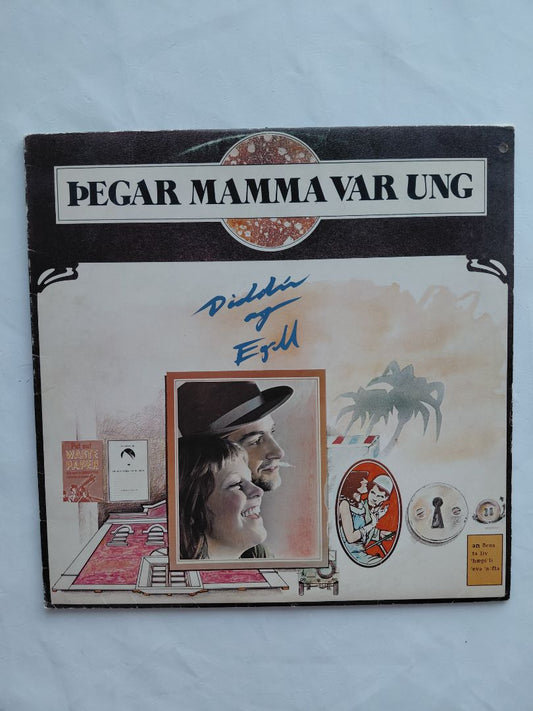 ÞEGAR MAMMA VAR UNG
Diddú
og
Egill
Put out
WASTE
PAPER